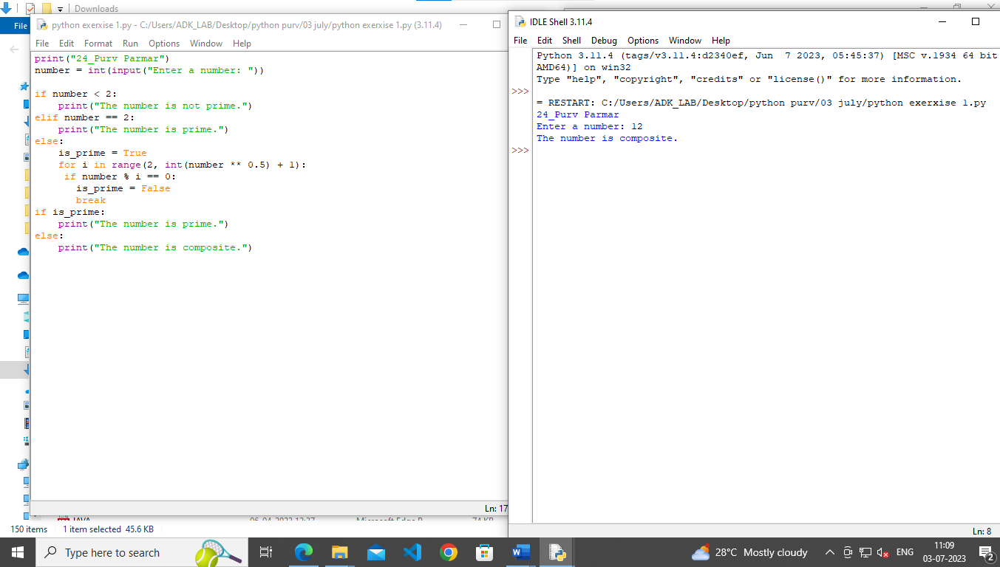 Downloads
File
python exerxise 1.py - C:/Users/ADK_LAB/Desktop/python purv/03 july/python exerxise 1.py (3.11.4)
File Edit Format Run Options Window Help
print("24_Purv Parmar")
number = int(input("Enter a number: "))
if number < 2:
    print("The number is not prime.")
elif number == 2:
    print("The number is prime.")
else:
    is_prime = True
    for i in range(2, int(number ** 0.5) + 1):
     if number % i == 0:
       is_prime = False
       break
if is_prime:
    print("The number is prime.")
else:
    print("The number is composite.")
Ln: 17
IDLE Shell 3.11.4
File Edit Shell Debug Options Window Help
Python 3.11.4 (tags/v3.11.4:d2340ef, Jun  7 2023, 05:45:37) [MSC v.1934 64 bit
AMD64)] on win32
Type "help", "copyright", "credits" or "license()" for more information.
>>>
= RESTART: C:/Users/ADK_LAB/Desktop/python purv/03 july/python exerxise 1.py
24_Purv Parmar
Enter a number: 12
The number is composite.
>>>
Ln: 8
JAVA
150 items 1 item selected 45.6 KB
Type here to search
28°C Mostly cloudy
ENG
11:09
03-07-2023
2